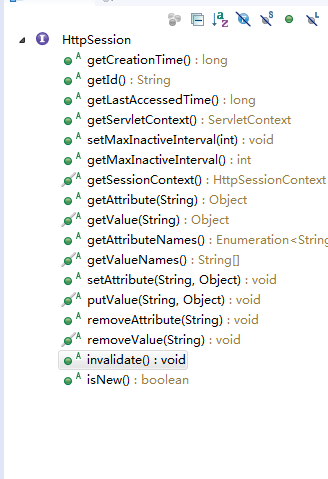 HttpSession
getCreationTime() : long
getId() : String
getLastAccessedTime() : long
getServletContext() : ServletContext
setMaxInactiveInterval(int) : void
getMaxInactiveInterval() : int
getSessionContext() : HttpSessionContext
getAttribute(String) : Object
getValue(String) : Object
getAttributeNames() : Enumeration<String
getValueNames() : String[]
setAttribute(String, Object) : void
putValue(String, Object) : void
removeAttribute(String) : void
removeValue(String) : void
invalidate() : void
isNew() : boolean